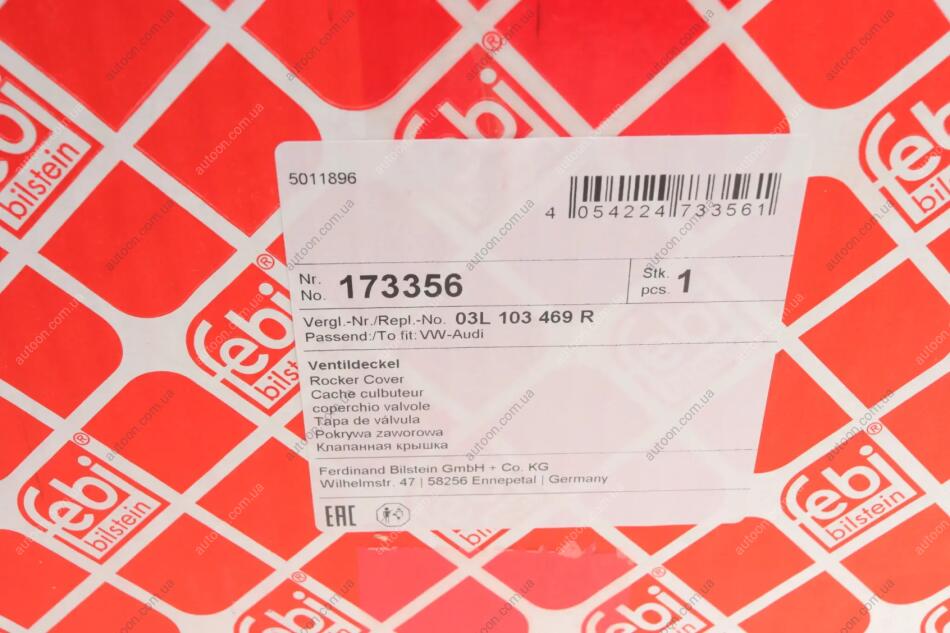 5011896
4 054224 733561
Nr.
No. 173356
Stk.
pcs. 1
Vergl.-Nr./Repl.-No. 03L 103 469 R
Passend:/To fit: VW-Audi
Ventildeckel
Rocker Cover
Cache culbuteur
coperchio valvole
Tapa de válvula
Pokrywa zaworowa
Клапанная крышка
Ferdinand Bilstein GmbH + Co. KG
Wilhelmstr. 47 | 58256 Ennepetal | Germany
EAC
febi
bilstein
autoon.com.ua